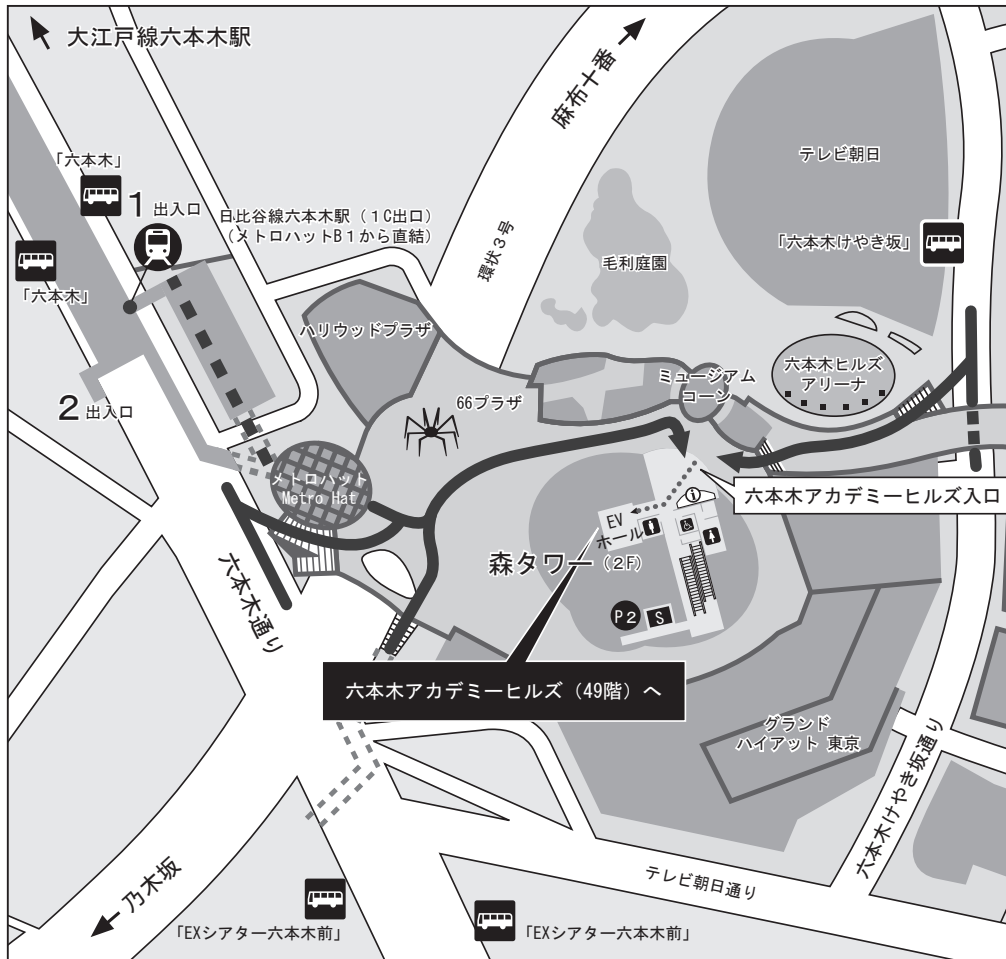 大江戸線六本木駅
麻布十番
テレビ朝日
「六本木」
1 出入口
日比谷線六本木駅（1C出口）
（メトロハットB1から直結）
環状3号
毛利庭園
「六本木けやき坂」
「六本木」
ハリウッドプラザ
2 出入口
66プラザ
ミュージアム
コーン
六本木ヒルズ
アリーナ
メトロハット
Metro Hat
六本木アカデミーヒルズ入口
EV
ホール
森タワー（2F）
P2
S
六本木通り
六本木アカデミーヒルズ（49階）へ
グランド
ハイアット 東京
六本木けやき坂通り
乃木坂
テレビ朝日通り
「EXシアター六本木前」
「EXシアター六本木前」